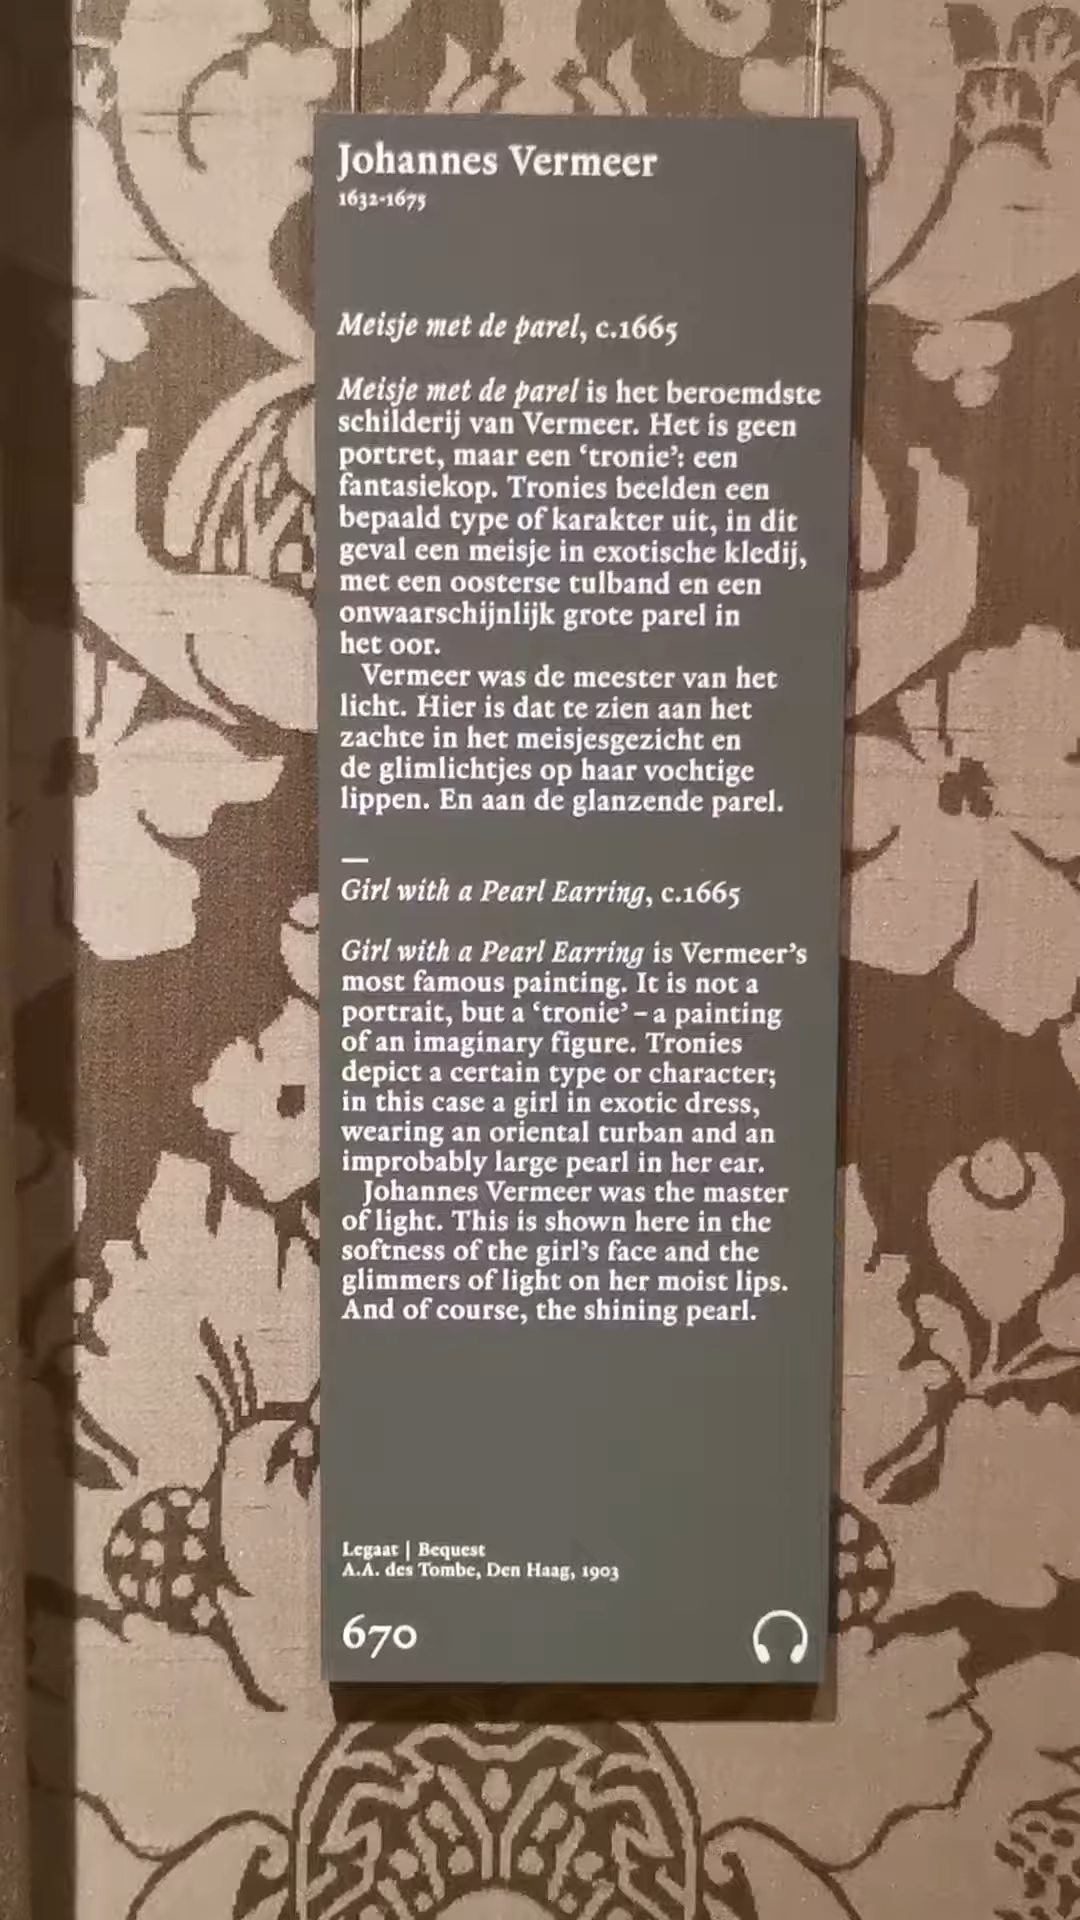 Johannes Vermeer
1632-1675
Meisje met de parel, c.1665
Meisje met de parel is het beroemdste
schilderij van Vermeer. Het is geen
portret, maar een ‘tronie’: een
fantasiekop. Tronies beelden een
bepaald type of karakter uit, in dit
geval een meisje in exotische kledij,
met een oosterse tulband en een
onwaarschijnlijk grote parel in
het oor.
Vermeer was de meester van het
licht. Hier is dat te zien aan het
zachte in het meisjesgezicht en
de glimlichtjes op haar vochtige
lippen. En aan de glanzende parel.
—
Girl with a Pearl Earring, c.1665
Girl with a Pearl Earring is Vermeer’s
most famous painting. It is not a
portrait, but a ‘tronie’ – a painting
of an imaginary figure. Tronies
depict a certain type or character;
in this case a girl in exotic dress,
wearing an oriental turban and an
improbably large pearl in her ear.
Johannes Vermeer was the master
of light. This is shown here in the
softness of the girl’s face and the
glimmers of light on her moist lips.
And of course, the shining pearl.
Legaat | Bequest
A.A. des Tombe, Den Haag, 1903
670